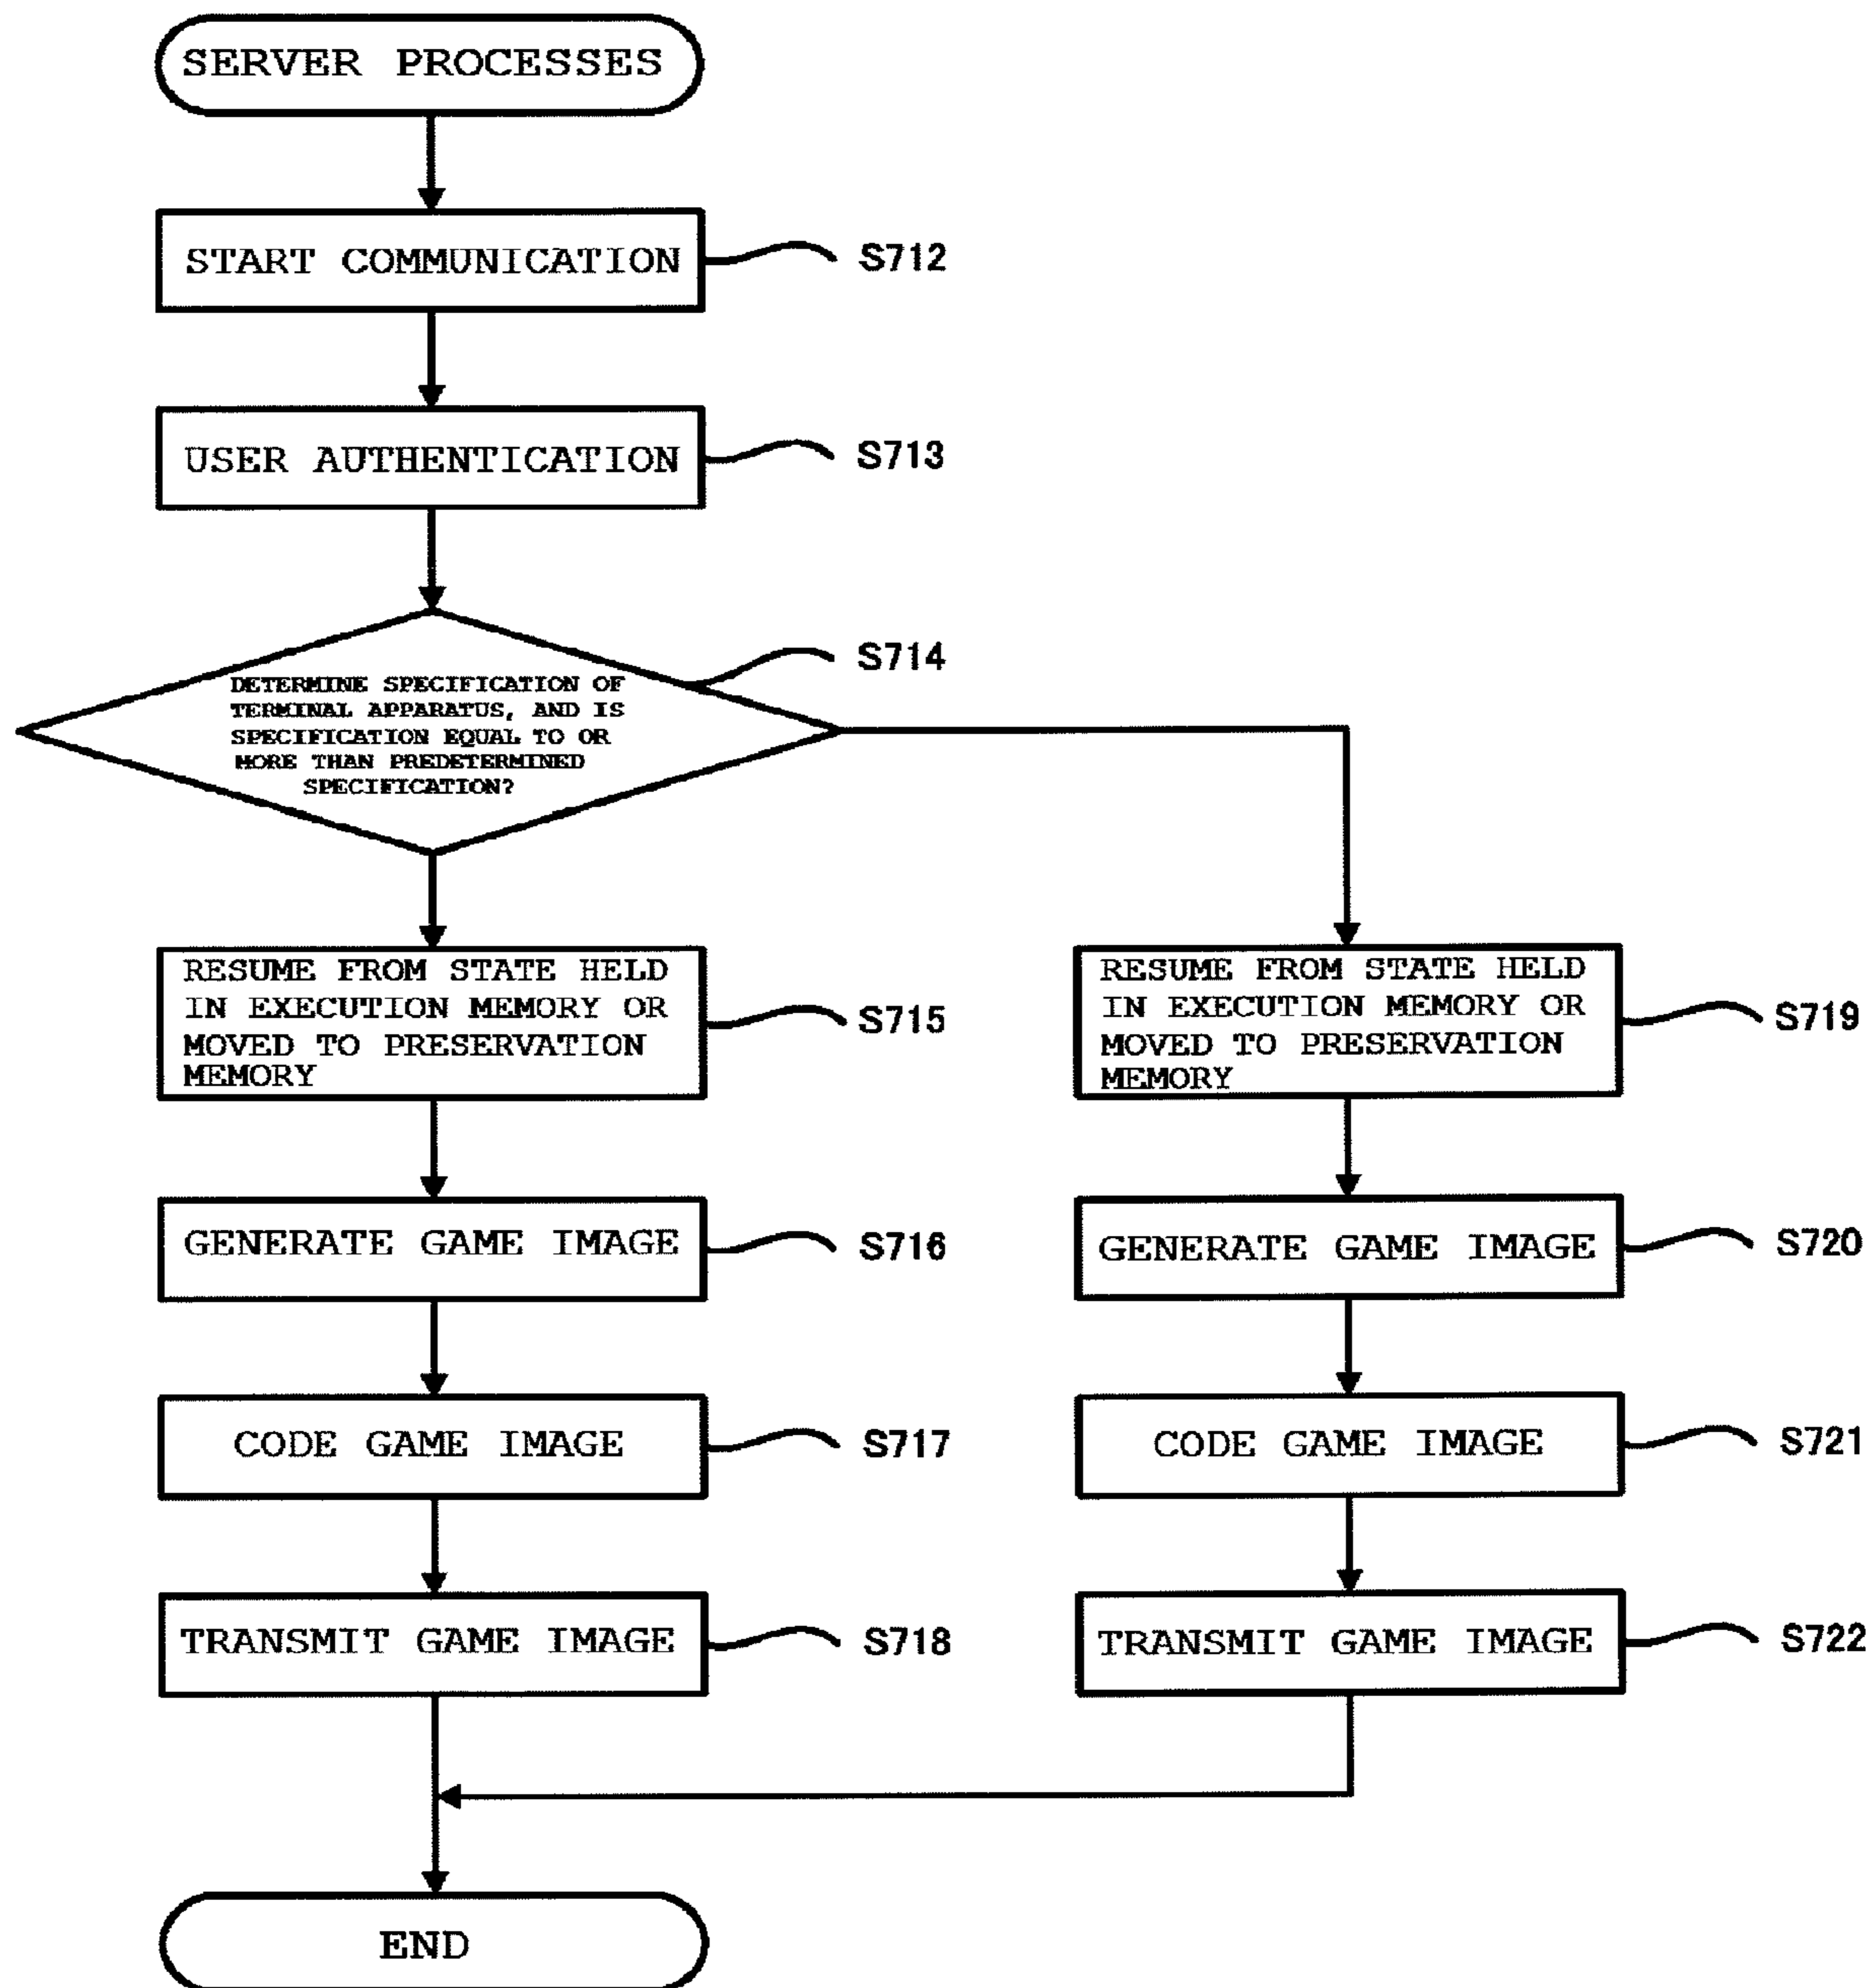 SERVER PROCESSES
START COMMUNICATION
S712
USER AUTHENTICATION
S713
S714
DETERMINE SPECIFICATION OF
TERMINAL APPARATUS, AND IS
SPECIFICATION EQUAL TO OR
MORE THAN PREDETERMINED
SPECIFICATION?
RESUME FROM STATE HELD
IN EXECUTION MEMORY OR
MOVED TO PRESERVATION
MEMORY
S715
RESUME FROM STATE HELD
IN EXECUTION MEMORY OR
MOVED TO PRESERVATION
MEMORY
S719
GENERATE GAME IMAGE
S716
GENERATE GAME IMAGE
S720
CODE GAME IMAGE
S717
CODE GAME IMAGE
S721
TRANSMIT GAME IMAGE
S718
TRANSMIT GAME IMAGE
S722
END